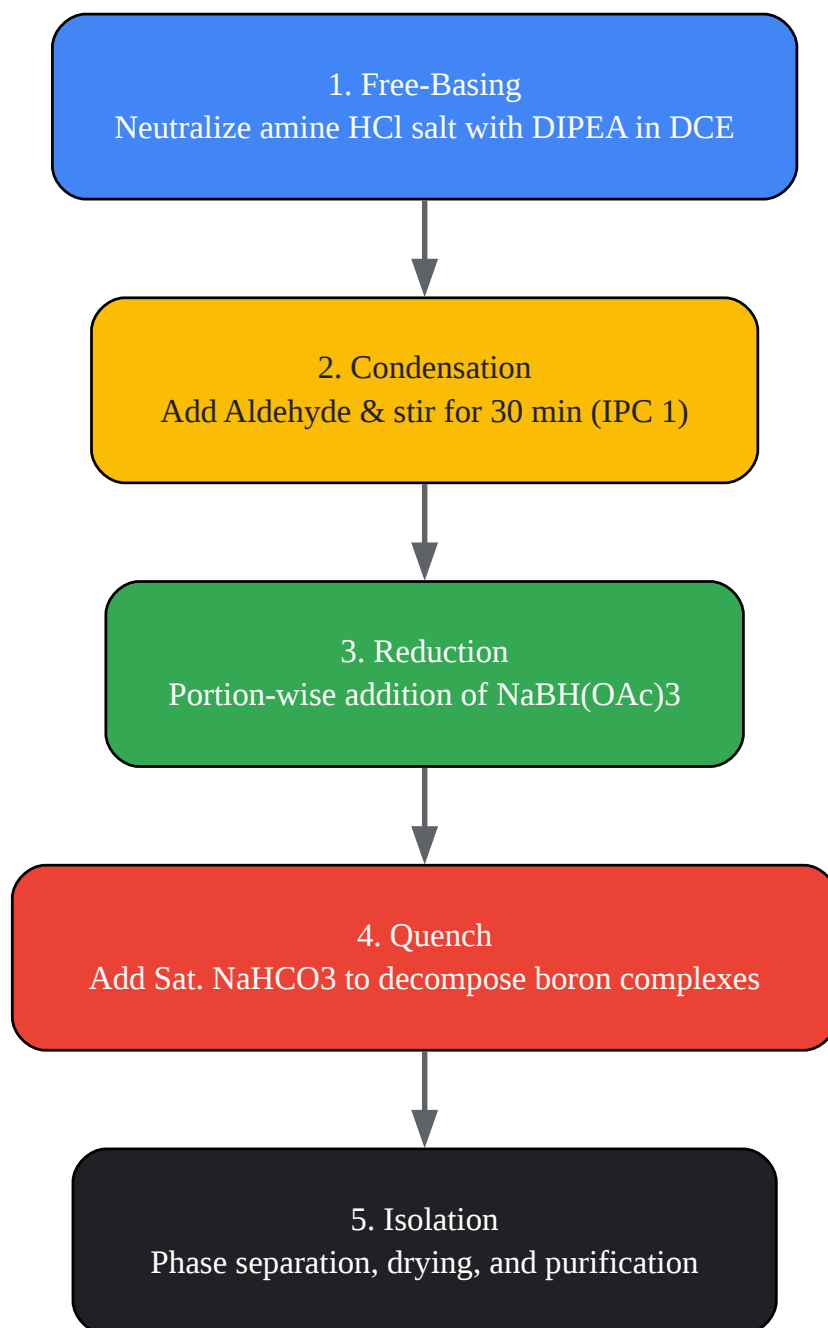 1. Free-Basing
Neutralize amine HCl salt with DIPEA in DCE
2. Condensation
Add Aldehyde & stir for 30 min (IPC 1)
3. Reduction
Portion-wise addition of NaBH(OAc)3
4. Quench
Add Sat. NaHCO3 to decompose boron complexes
5. Isolation
Phase separation, drying, and purification